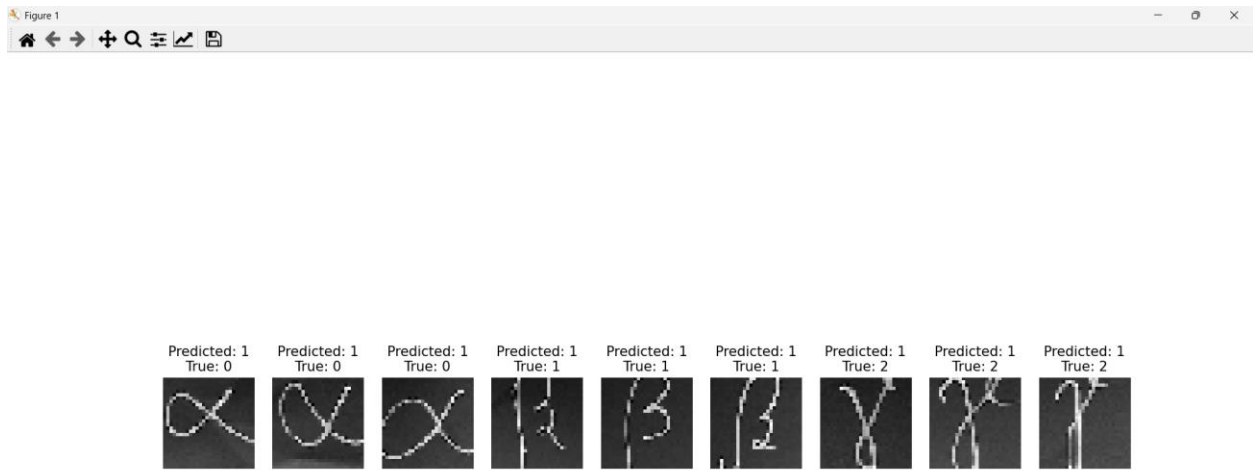 Figure 1
Predicted: 1 Predicted: 1 Predicted: 1 Predicted: 1 Predicted: 1 Predicted: 1 Predicted: 1 Predicted: 1 Predicted: 1
True: 0 True: 0 True: 0 True: 1 True: 1 True: 1 True: 2 True: 2 True: 2
α α α β β β γ γ γ